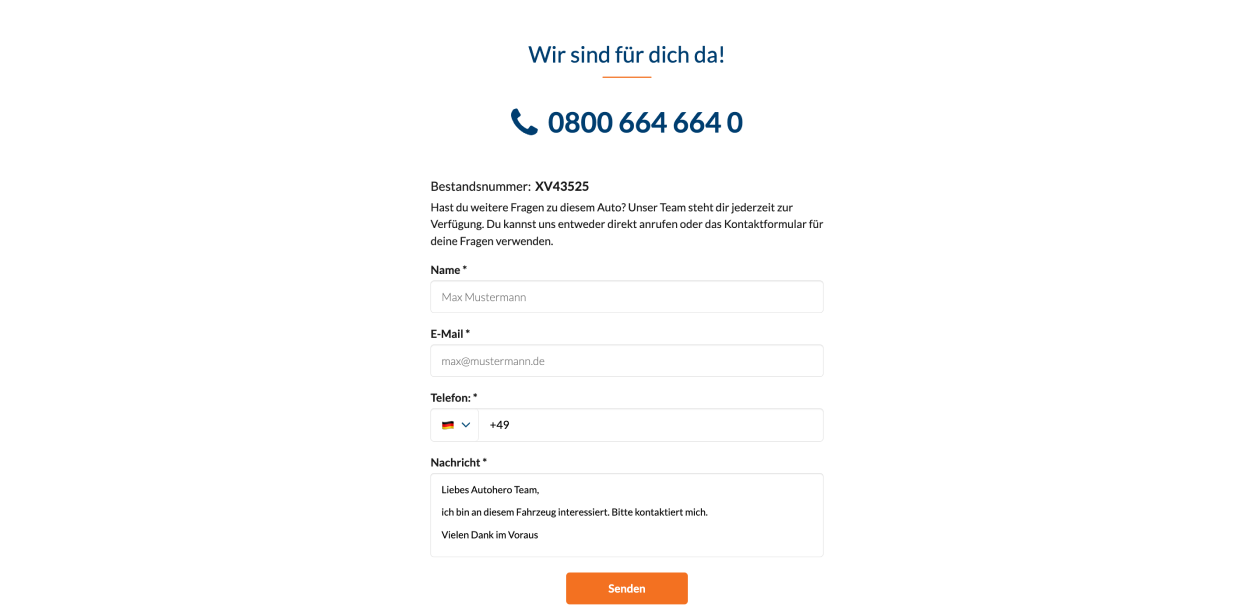 Wir sind für dich da!
0800 664 664 0
Bestandsnummer: XV43525
Hast du weitere Fragen zu diesem Auto? Unser Team steht dir jederzeit zur
Verfügung. Du kannst uns entweder direkt anrufen oder das Kontaktformular für
deine Fragen verwenden.
Name *
Max Mustermann
E-Mail *
max@mustermann.de
Telefon: *
+49
Nachricht *
Liebes Autohero Team,
ich bin an diesem Fahrzeug interessiert. Bitte kontaktiert mich.
Vielen Dank im Voraus
Senden